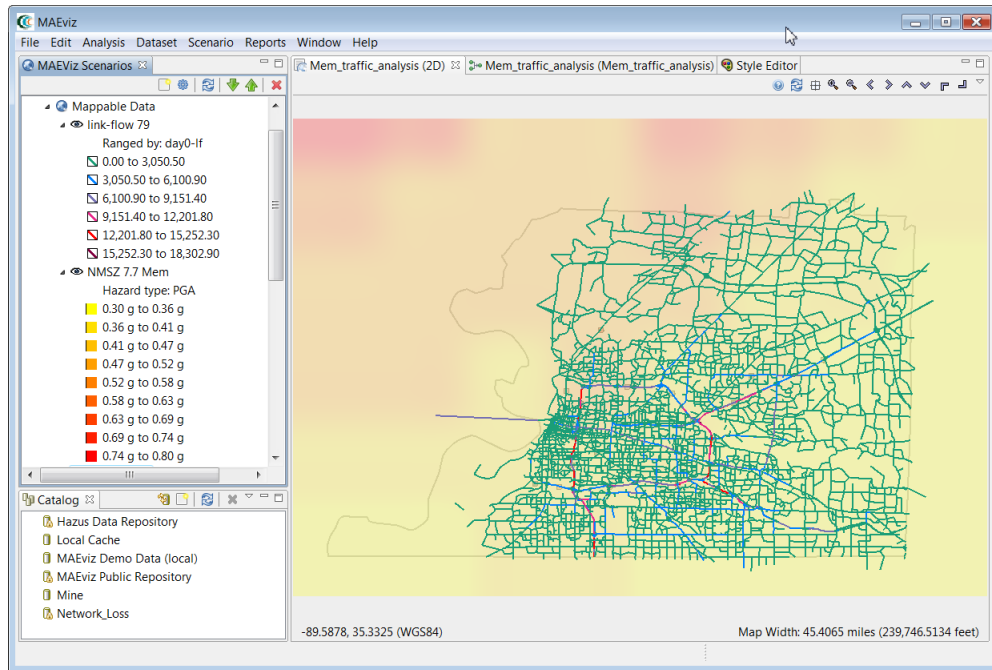 MAEviz
File Edit Analysis Dataset Scenario Reports Window Help
MAEViz Scenarios
Mappable Data
link-flow 79
Ranged by: day0-lf
0.00 to 3,050.50
3,050.50 to 6,100.90
6,100.90 to 9,151.40
9,151.40 to 12,201.80
12,201.80 to 15,252.30
15,252.30 to 18,302.90
NMSZ 7.7 Mem
Hazard type: PGA
0.30 g to 0.36 g
0.36 g to 0.41 g
0.41 g to 0.47 g
0.47 g to 0.52 g
0.52 g to 0.58 g
0.58 g to 0.63 g
0.63 g to 0.69 g
0.69 g to 0.74 g
0.74 g to 0.80 g
Catalog
Hazus Data Repository
Local Cache
MAEviz Demo Data (local)
MAEviz Public Repository
Mine
Network_Loss
Mem_traffic_analysis (2D) Mem_traffic_analysis (Mem_traffic_analysis) Style Editor
-89.5878, 35.3325 (WGS84) Map Width: 45.4065 miles (239,746.5134 feet)